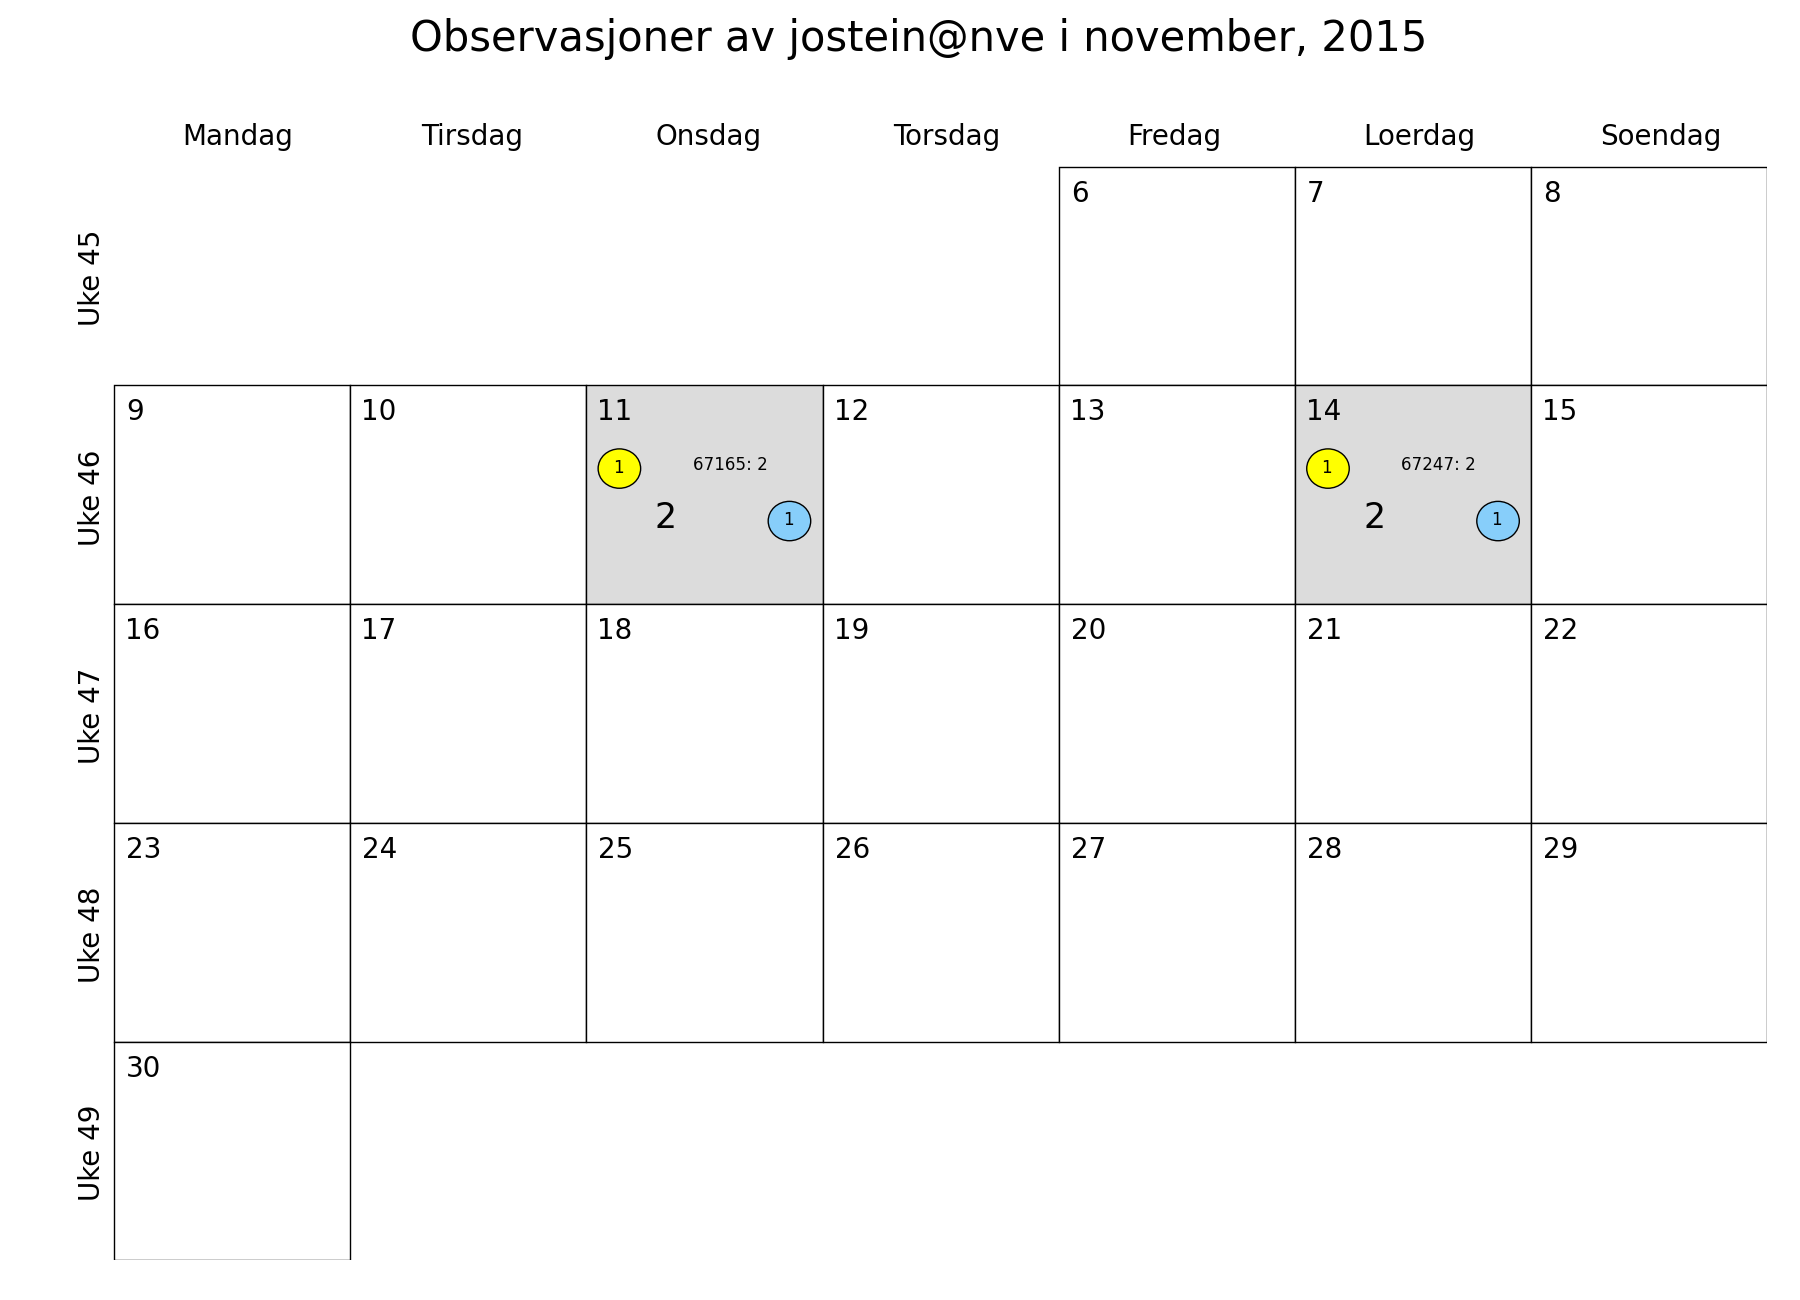 Observasjoner av jostein@nve i november, 2015
Mandag Tirsdag Onsdag Torsdag Fredag Loerdag Soendag
Uke 45
6 7 8
Uke 46
9 10 11 12 13 14 15
1 67165: 2 1 67247: 2
2 1 2 1
Uke 47
16 17 18 19 20 21 22
Uke 48
23 24 25 26 27 28 29
Uke 49
30